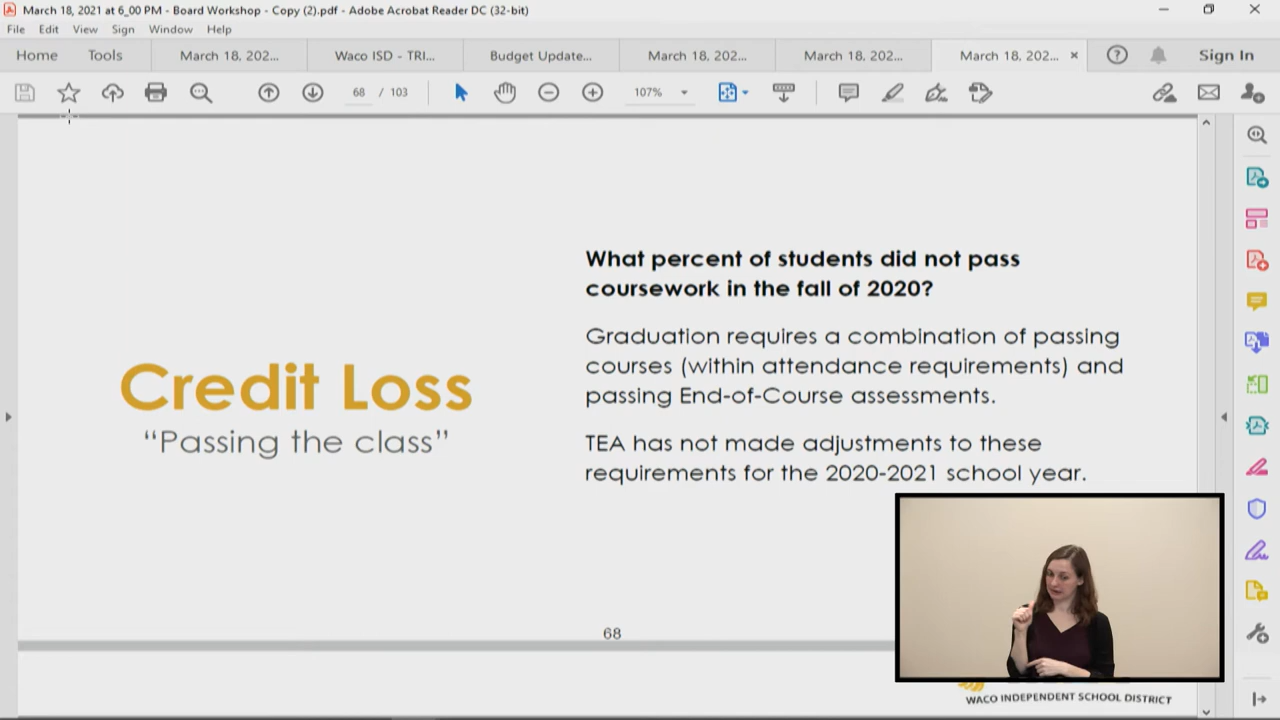 March 18, 2021 at 6_00 PM - Board Workshop - Copy (2).pdf - Adobe Acrobat Reader DC (32-bit)
File Edit View Sign Window Help
Home Tools March 18, 202... Waco ISD - TRI... Budget Update... March 18, 202... March 18, 202... March 18, 202... Sign In
68 / 103 107%
What percent of students did not pass
coursework in the fall of 2020?
Graduation requires a combination of passing
courses (within attendance requirements) and
passing End-of-Course assessments.
Credit Loss
"Passing the class"
TEA has not made adjustments to these
requirements for the 2020-2021 school year.
68
WACO INDEPENDENT SCHOOL DISTRICT